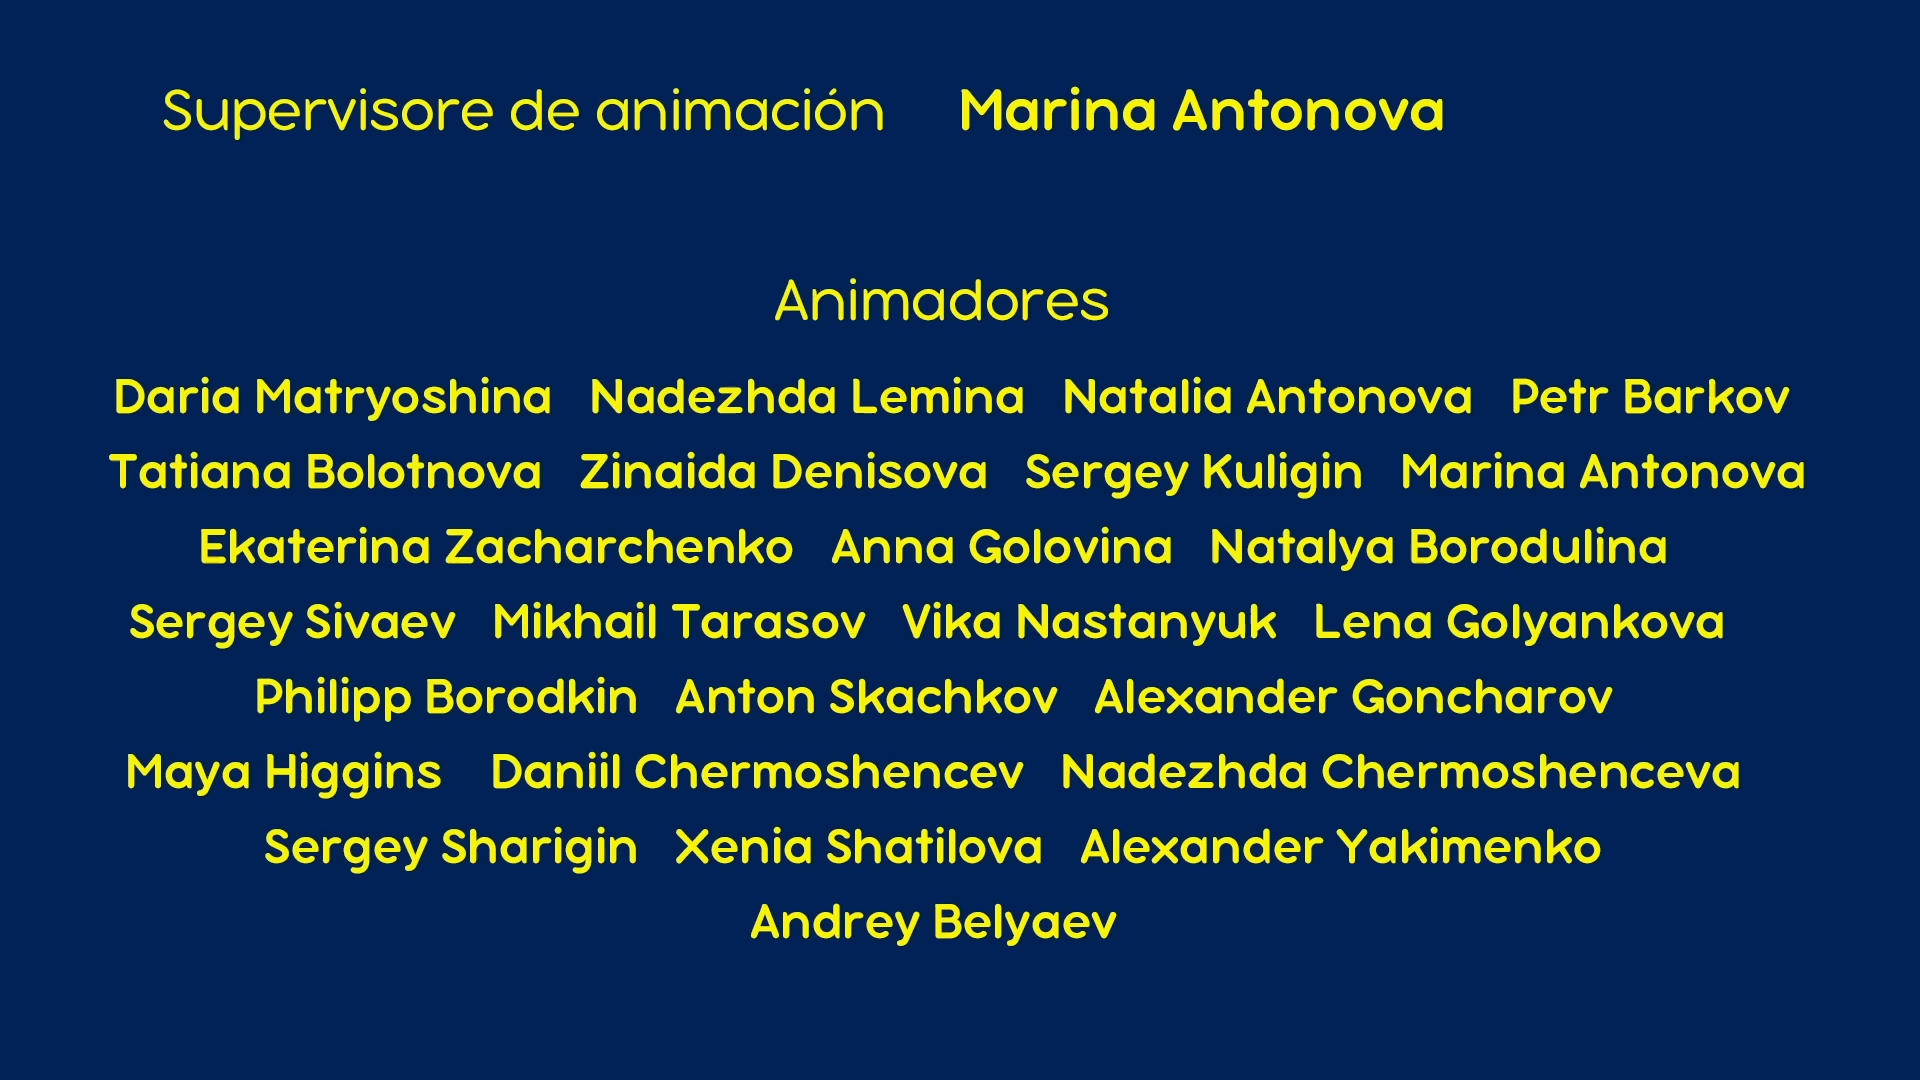 Supervisore de animación Marina Antonova
Animadores
Daria Matryoshina Nadezhda Lemina Natalia Antonova Petr Barkov
Tatiana Bolotnova Zinaida Denisova Sergey Kuligin Marina Antonova
Ekaterina Zacharchenko Anna Golovina Natalya Borodulina
Sergey Sivaev Mikhail Tarasov Vika Nastanyuk Lena Golyankova
Philipp Borodkin Anton Skachkov Alexander Goncharov
Maya Higgins Daniil Chermoshencev Nadezhda Chermoshenceva
Sergey Sharigin Xenia Shatilova Alexander Yakimenko
Andrey Belyaev